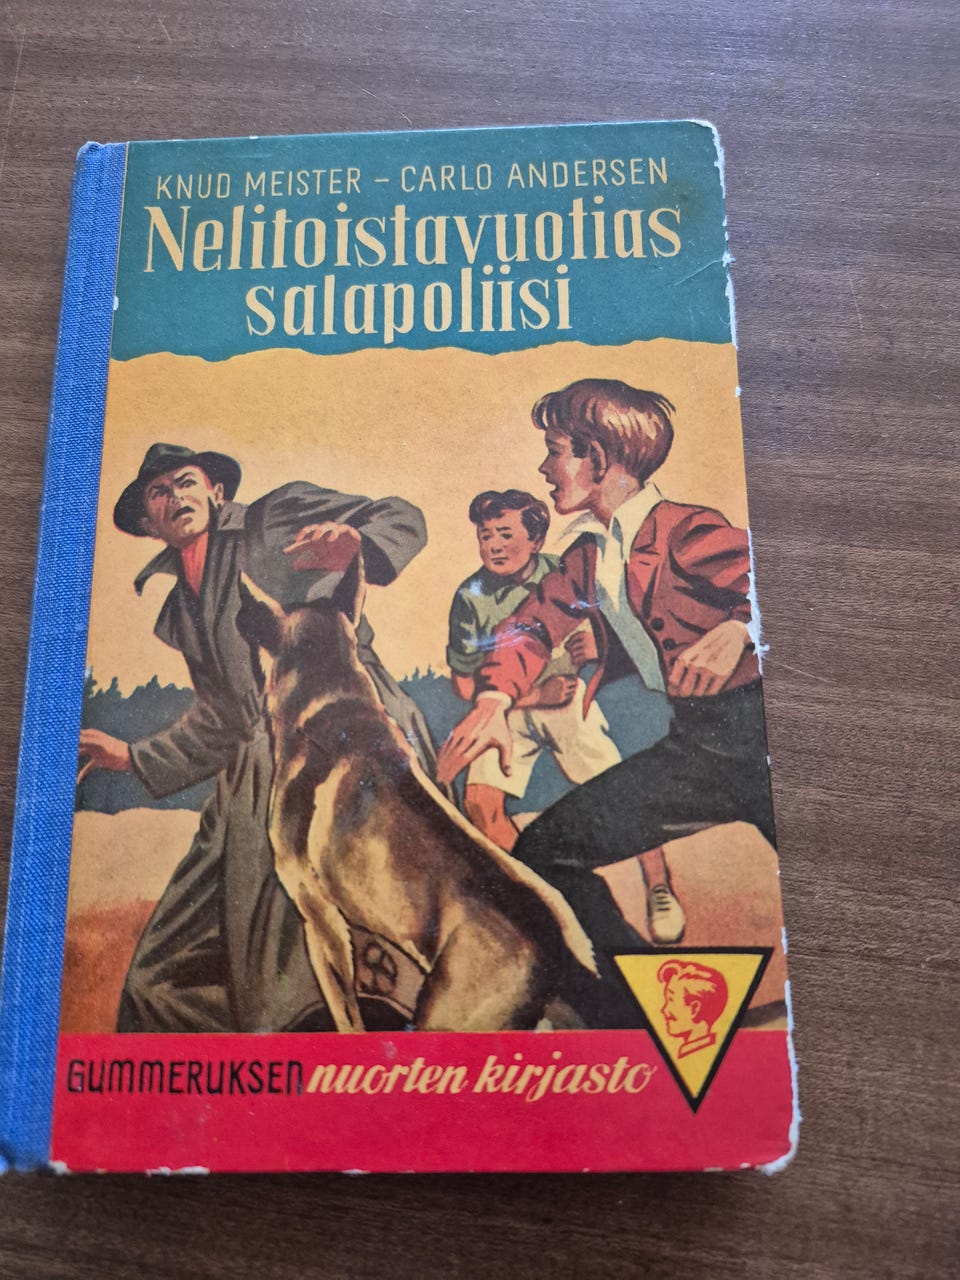 KNUD MEISTER – CARLO ANDERSEN
Nelitoistavuotias
salapoliisi
GUMMERUKSEN nuorten kirjasto